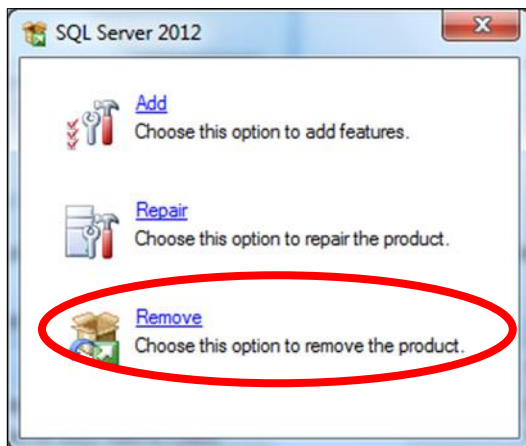 SQL Server 2012
Add
Choose this option to add features.
Repair
Choose this option to repair the product.
Remove
Choose this option to remove the product.